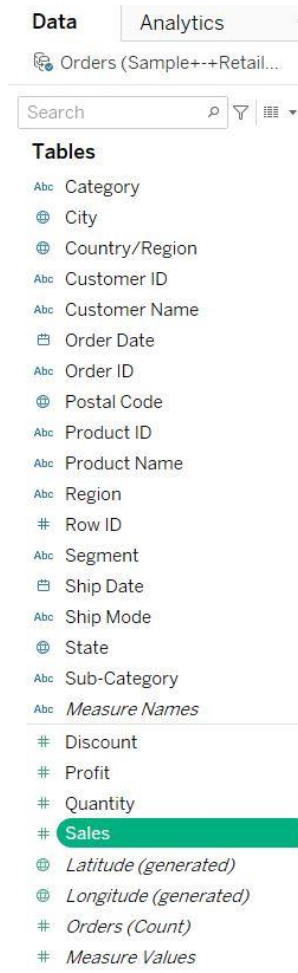 Data Analytics
Orders (Sample+-+Retail...
Search
Tables
Abc Category
City
Country/Region
Abc Customer ID
Abc Customer Name
Order Date
Abc Order ID
Postal Code
Abc Product ID
Abc Product Name
Abc Region
# Row ID
Abc Segment
Ship Date
Abc Ship Mode
State
Abc Sub-Category
Abc Measure Names
# Discount
# Profit
# Quantity
# Sales
Latitude (generated)
Longitude (generated)
# Orders (Count)
# Measure Values